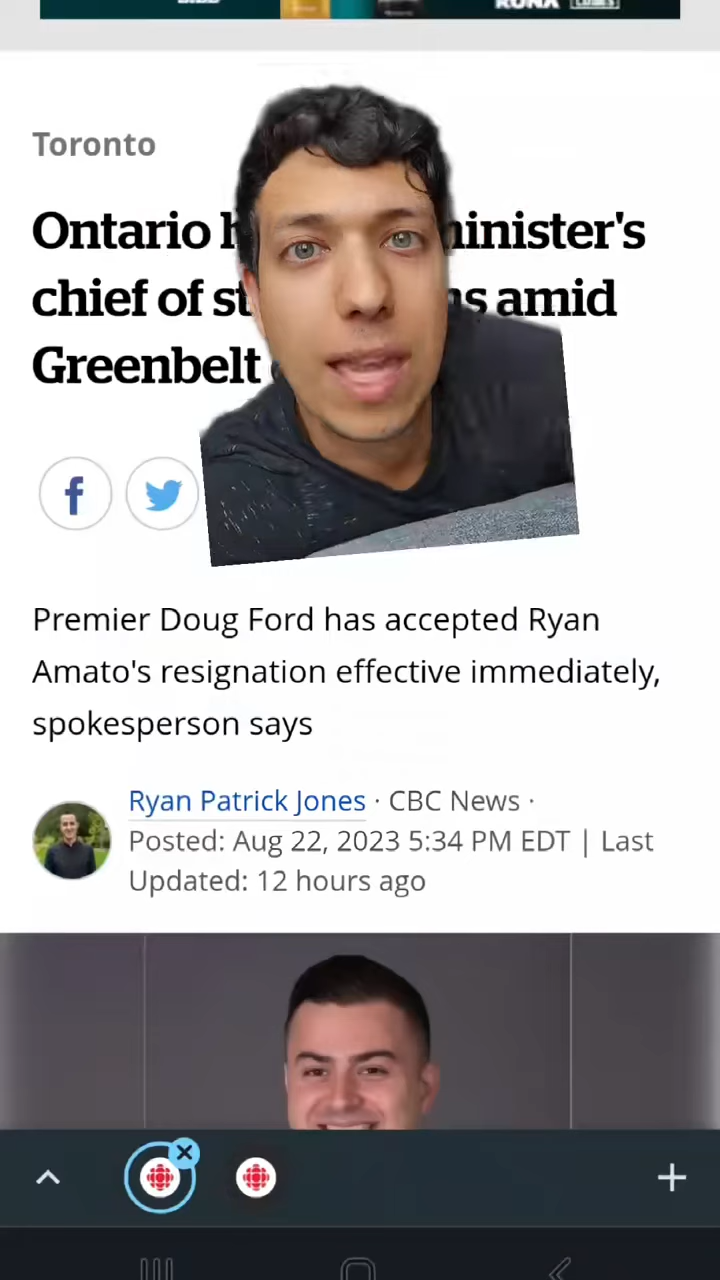 RUNX
Toronto
Ontario h minister's
chief of st ns amid
Greenbelt
f
Premier Doug Ford has accepted Ryan
Amato's resignation effective immediately,
spokesperson says
Ryan Patrick Jones · CBC News ·
Posted: Aug 22, 2023 5:34 PM EDT | Last
Updated: 12 hours ago